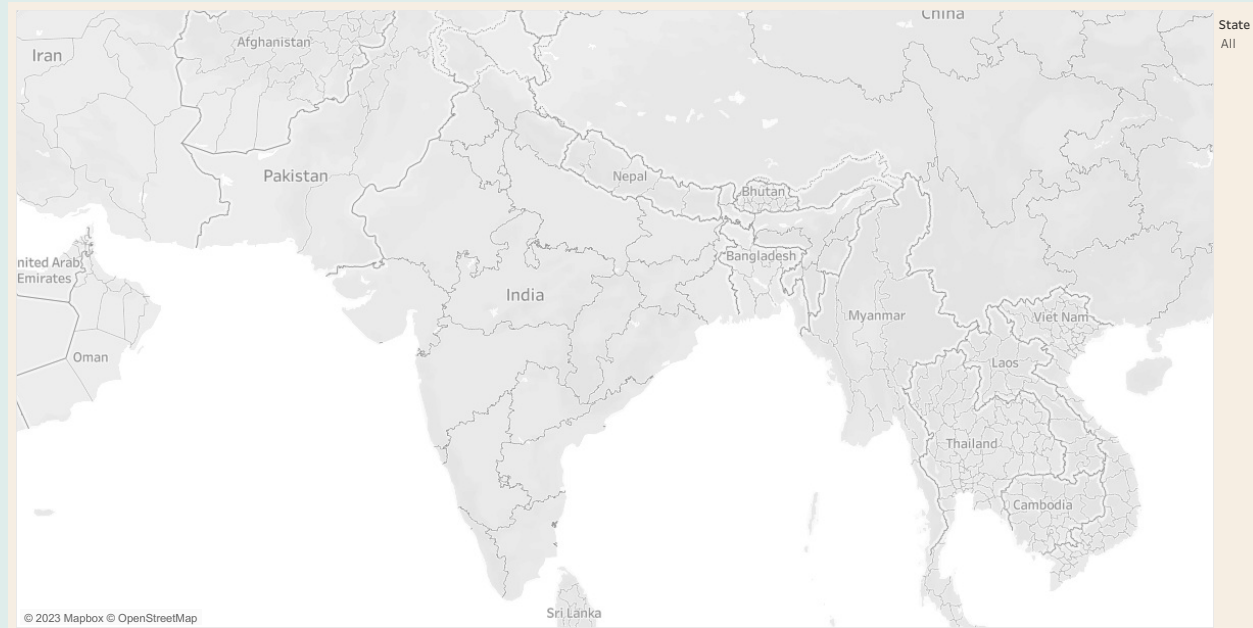 China
State
All
Iran
Afghanistan
Pakistan
Nepal
Bhutan
nited Arab
Emirates
Bangladesh
India
Myanmar
Viet Nam
Oman
Laos
Thailand
Cambodia
Sri Lanka
© 2023 Mapbox © OpenStreetMap